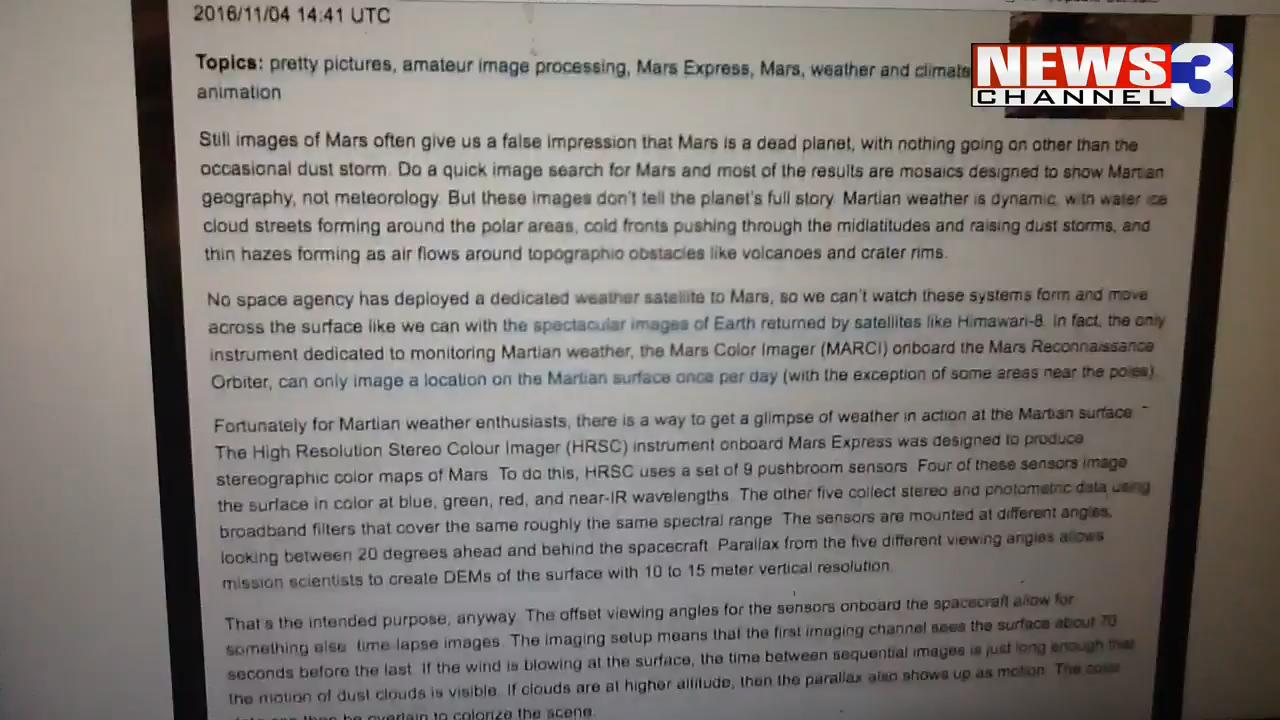 2016/11/04 14:41 UTC
Topics: pretty pictures, amateur image processing, Mars Express, Mars, weather and climate
animation
NEWS 3
CHANNEL
Still images of Mars often give us a false impression that Mars is a dead planet, with nothing going on other than the
occasional dust storm. Do a quick image search for Mars and most of the results are mosaics designed to show Martian
geography, not meteorology. But these images don't tell the planet's full story. Martian weather is dynamic, with water ice
cloud streets forming around the polar areas, cold fronts pushing through the midlatitudes and raising dust storms, and
thin hazes forming as air flows around topographic obstacles like volcanoes and crater rims.
No space agency has deployed a dedicated weather satellite to Mars, so we can't watch these systems form and move
across the surface like we can with the spectacular images of Earth returned by satellites like Himawari-8. In fact, the only
instrument dedicated to monitoring Martian weather, the Mars Color Imager (MARCI) onboard the Mars Reconnaissance
Orbiter, can only image a location on the Martian surface once per day (with the exception of some areas near the poles).
Fortunately for Martian weather enthusiasts, there is a way to get a glimpse of weather in action at the Martian surface.
The High Resolution Stereo Colour Imager (HRSC) instrument onboard Mars Express was designed to produce
stereographic color maps of Mars. To do this, HRSC uses a set of 9 pushbroom sensors. Four of these sensors image
the surface in color at blue, green, red, and near-IR wavelengths. The other five collect stereo and photometric data using
broadband filters that cover the same roughly the same spectral range. The sensors are mounted at different angles,
looking between 20 degrees ahead and behind the spacecraft. Parallax from the five different viewing angles allows
mission scientists to create DEMs of the surface with 10 to 15 meter vertical resolution.
That's the intended purpose, anyway. The offset viewing angles for the sensors onboard the spacecraft allow for
something else: time lapse images. The imaging setup means that the first imaging channel sees the surface about 70
seconds before the last. If the wind is blowing at the surface, the time between sequential images is just long enough that
the motion of dust clouds is visible. If clouds are at higher altitude, then the parallax also shows up as motion. The color
to colorize the scene.